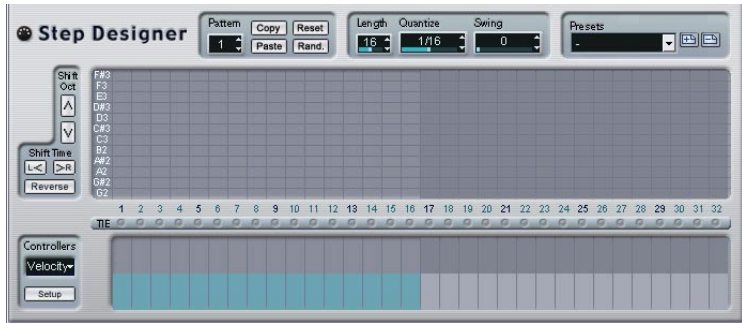 Step Designer
Pattern
1
Copy
Reset
Paste
Rand.
Length
Quantize
Swing
16
1/16
0
Presets
-
Shift
Oct
Shift Time
L<
>R
Reverse
F#3
F3
E3
D#3
D3
C#3
C3
B2
A#2
A2
G#2
G2
1 2 3 4 5 6 7 8 9 10 11 12 13 14 15 16 17 18 19 20 21 22 23 24 25 26 27 28 29 30 31 32
TIE
Controllers
Velocity
Setup